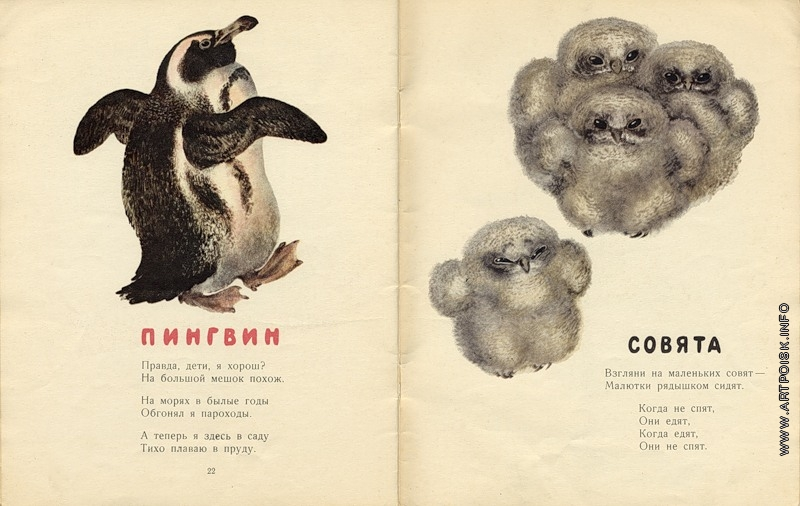 ПИНГВИН
Правда, дети, я хорош?
На большой мешок похож.
На морях в былые годы
Обгонял я пароходы.
А теперь я здесь в саду
Тихо плаваю в пруду.
22
СОВЯТА
Взгляни на маленьких совят —
Малютки рядышком сидят.
Когда не спят,
Они едят,
Когда едят,
Они не спят.
WWW.ARTPOISK.INFO